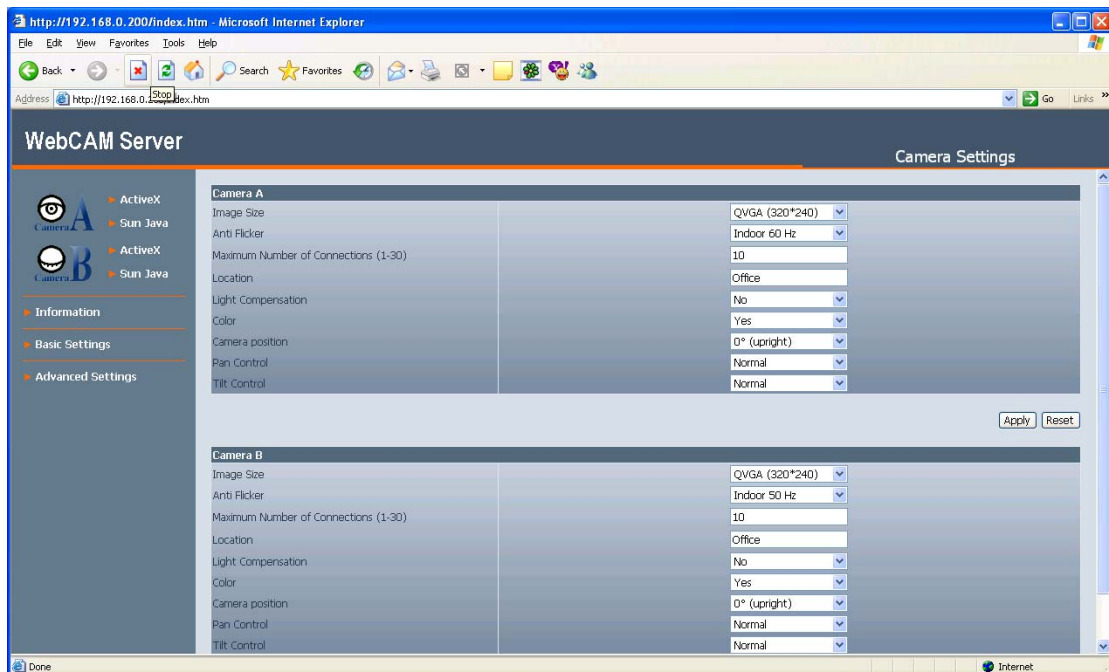 http://192.168.0.200/index.htm - Microsoft Internet Explorer
File Edit View Favorites Tools Help
Back Search Favorites
Stop
Address http://192.168.0.200/index.htm Go Links »
WebCAM Server
Camera Settings
Camera A
ActiveX
Sun Java
Camera B
ActiveX
Sun Java
Information
Basic Settings
Advanced Settings
Camera A
Image Size QVGA (320*240)
Anti Flicker Indoor 60 Hz
Maximum Number of Connections (1-30) 10
Location Office
Light Compensation No
Color Yes
Camera position 0° (upright)
Pan Control Normal
Tilt Control Normal
Apply Reset
Camera B
Image Size QVGA (320*240)
Anti Flicker Indoor 50 Hz
Maximum Number of Connections (1-30) 10
Location Office
Light Compensation No
Color Yes
Camera position 0° (upright)
Pan Control Normal
Tilt Control Normal
Done Internet